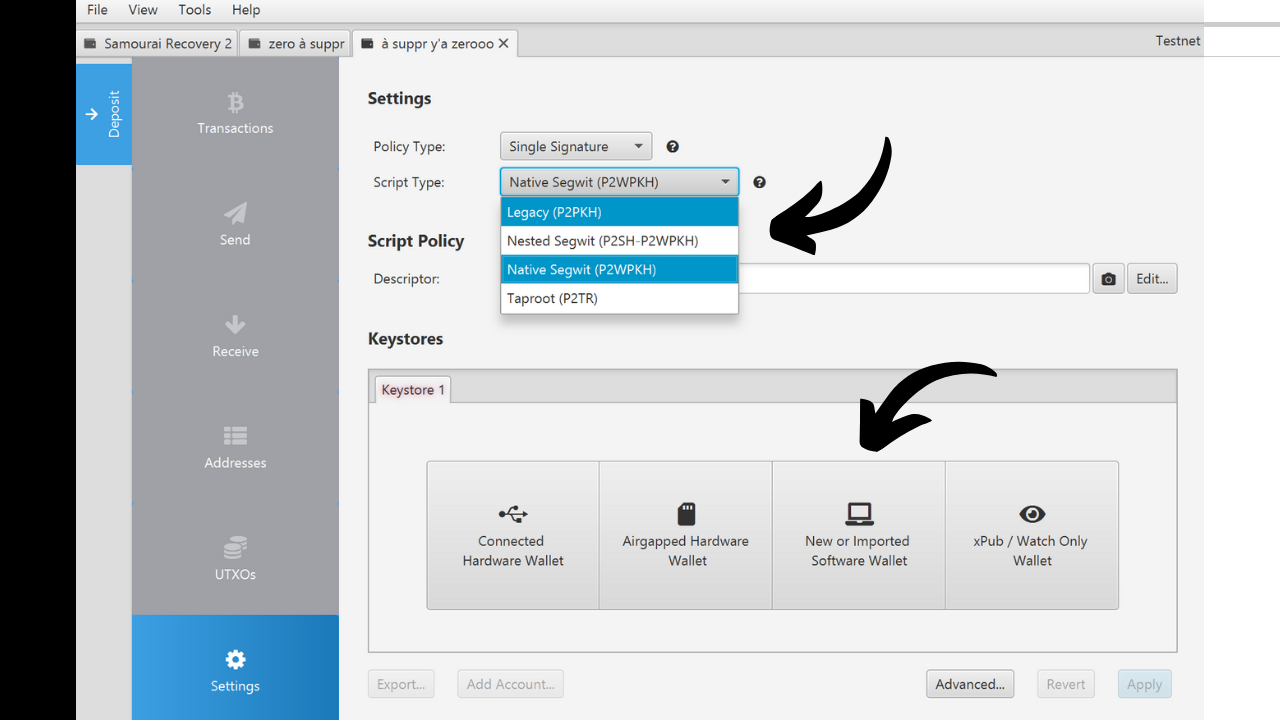 File View Tools Help
Samourai Recovery 2 zero à suppr à suppr y'a zerooo Testnet
Deposit
Transactions
Send
Receive
Addresses
UTXOs
Settings
Settings
Policy Type: Single Signature
Script Type: Native Segwit (P2WPKH)
Legacy (P2PKH)
Nested Segwit (P2SH-P2WPKH)
Native Segwit (P2WPKH)
Taproot (P2TR)
Script Policy
Descriptor: Edit...
Keystores
Keystore 1
Connected
Hardware Wallet
Airgapped Hardware
Wallet
New or Imported
Software Wallet
xPub / Watch Only
Wallet
Export... Add Account... Advanced... Revert Apply